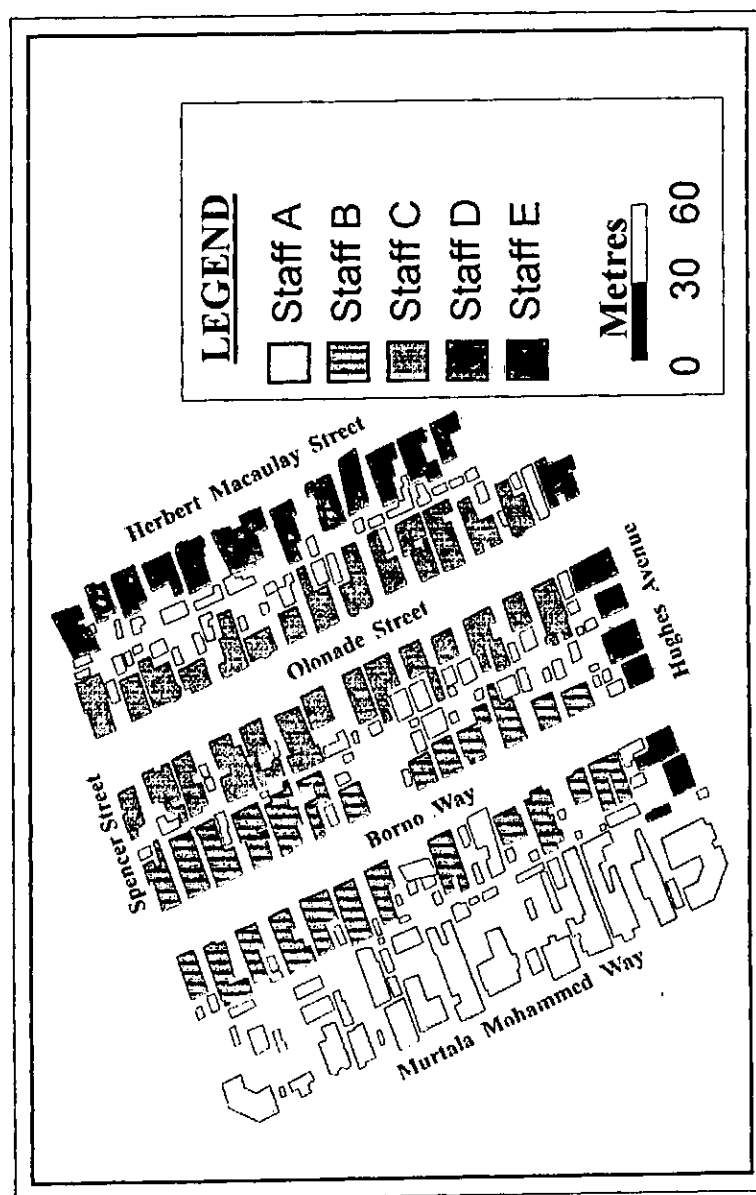 LEGEND
Staff A
Staff B
Staff C
Staff D
Staff E
Metres
0 30 60
Herbert Macaulay Street
Olonade Street
Spencer Street
Borno Way
Hughes Avenue
Murtala Mohammed Way